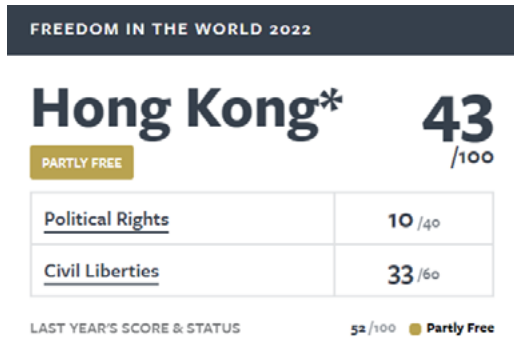 FREEDOM IN THE WORLD 2022
Hong Kong* 43
PARTLY FREE /100
Political Rights 10 /40
Civil Liberties 33 /60
LAST YEAR'S SCORE & STATUS 52 /100 Partly Free